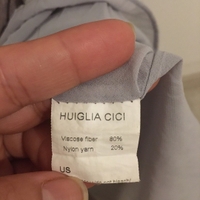 HUIGLIA CICI
Viscose fiber 80%
Nylon yarn 20%
US